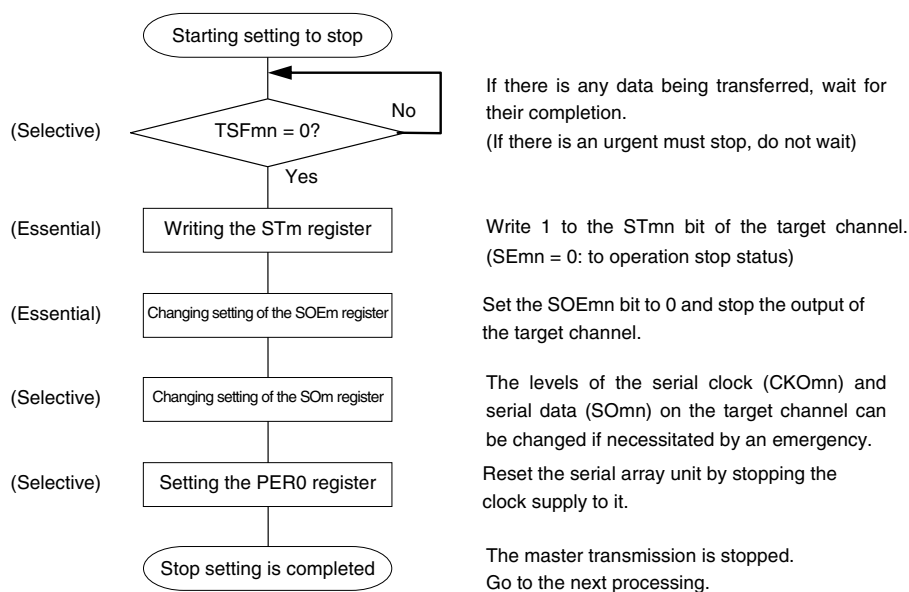 Starting setting to stop
No
If there is any data being transferred, wait for
their completion.
(Selective)
TSFmn = 0?
(If there is an urgent must stop, do not wait)
Yes
(Essential)
Writing the STm register
Write 1 to the STmn bit of the target channel.
(SEmn = 0: to operation stop status)
(Essential)
Changing setting of the SOEm register
Set the SOEmn bit to 0 and stop the output of
the target channel.
(Selective)
Changing setting of the SOm register
The levels of the serial clock (CKOmn) and
serial data (SOmn) on the target channel can
be changed if necessitated by an emergency.
(Selective)
Setting the PER0 register
Reset the serial array unit by stopping the
clock supply to it.
Stop setting is completed
The master transmission is stopped.
Go to the next processing.